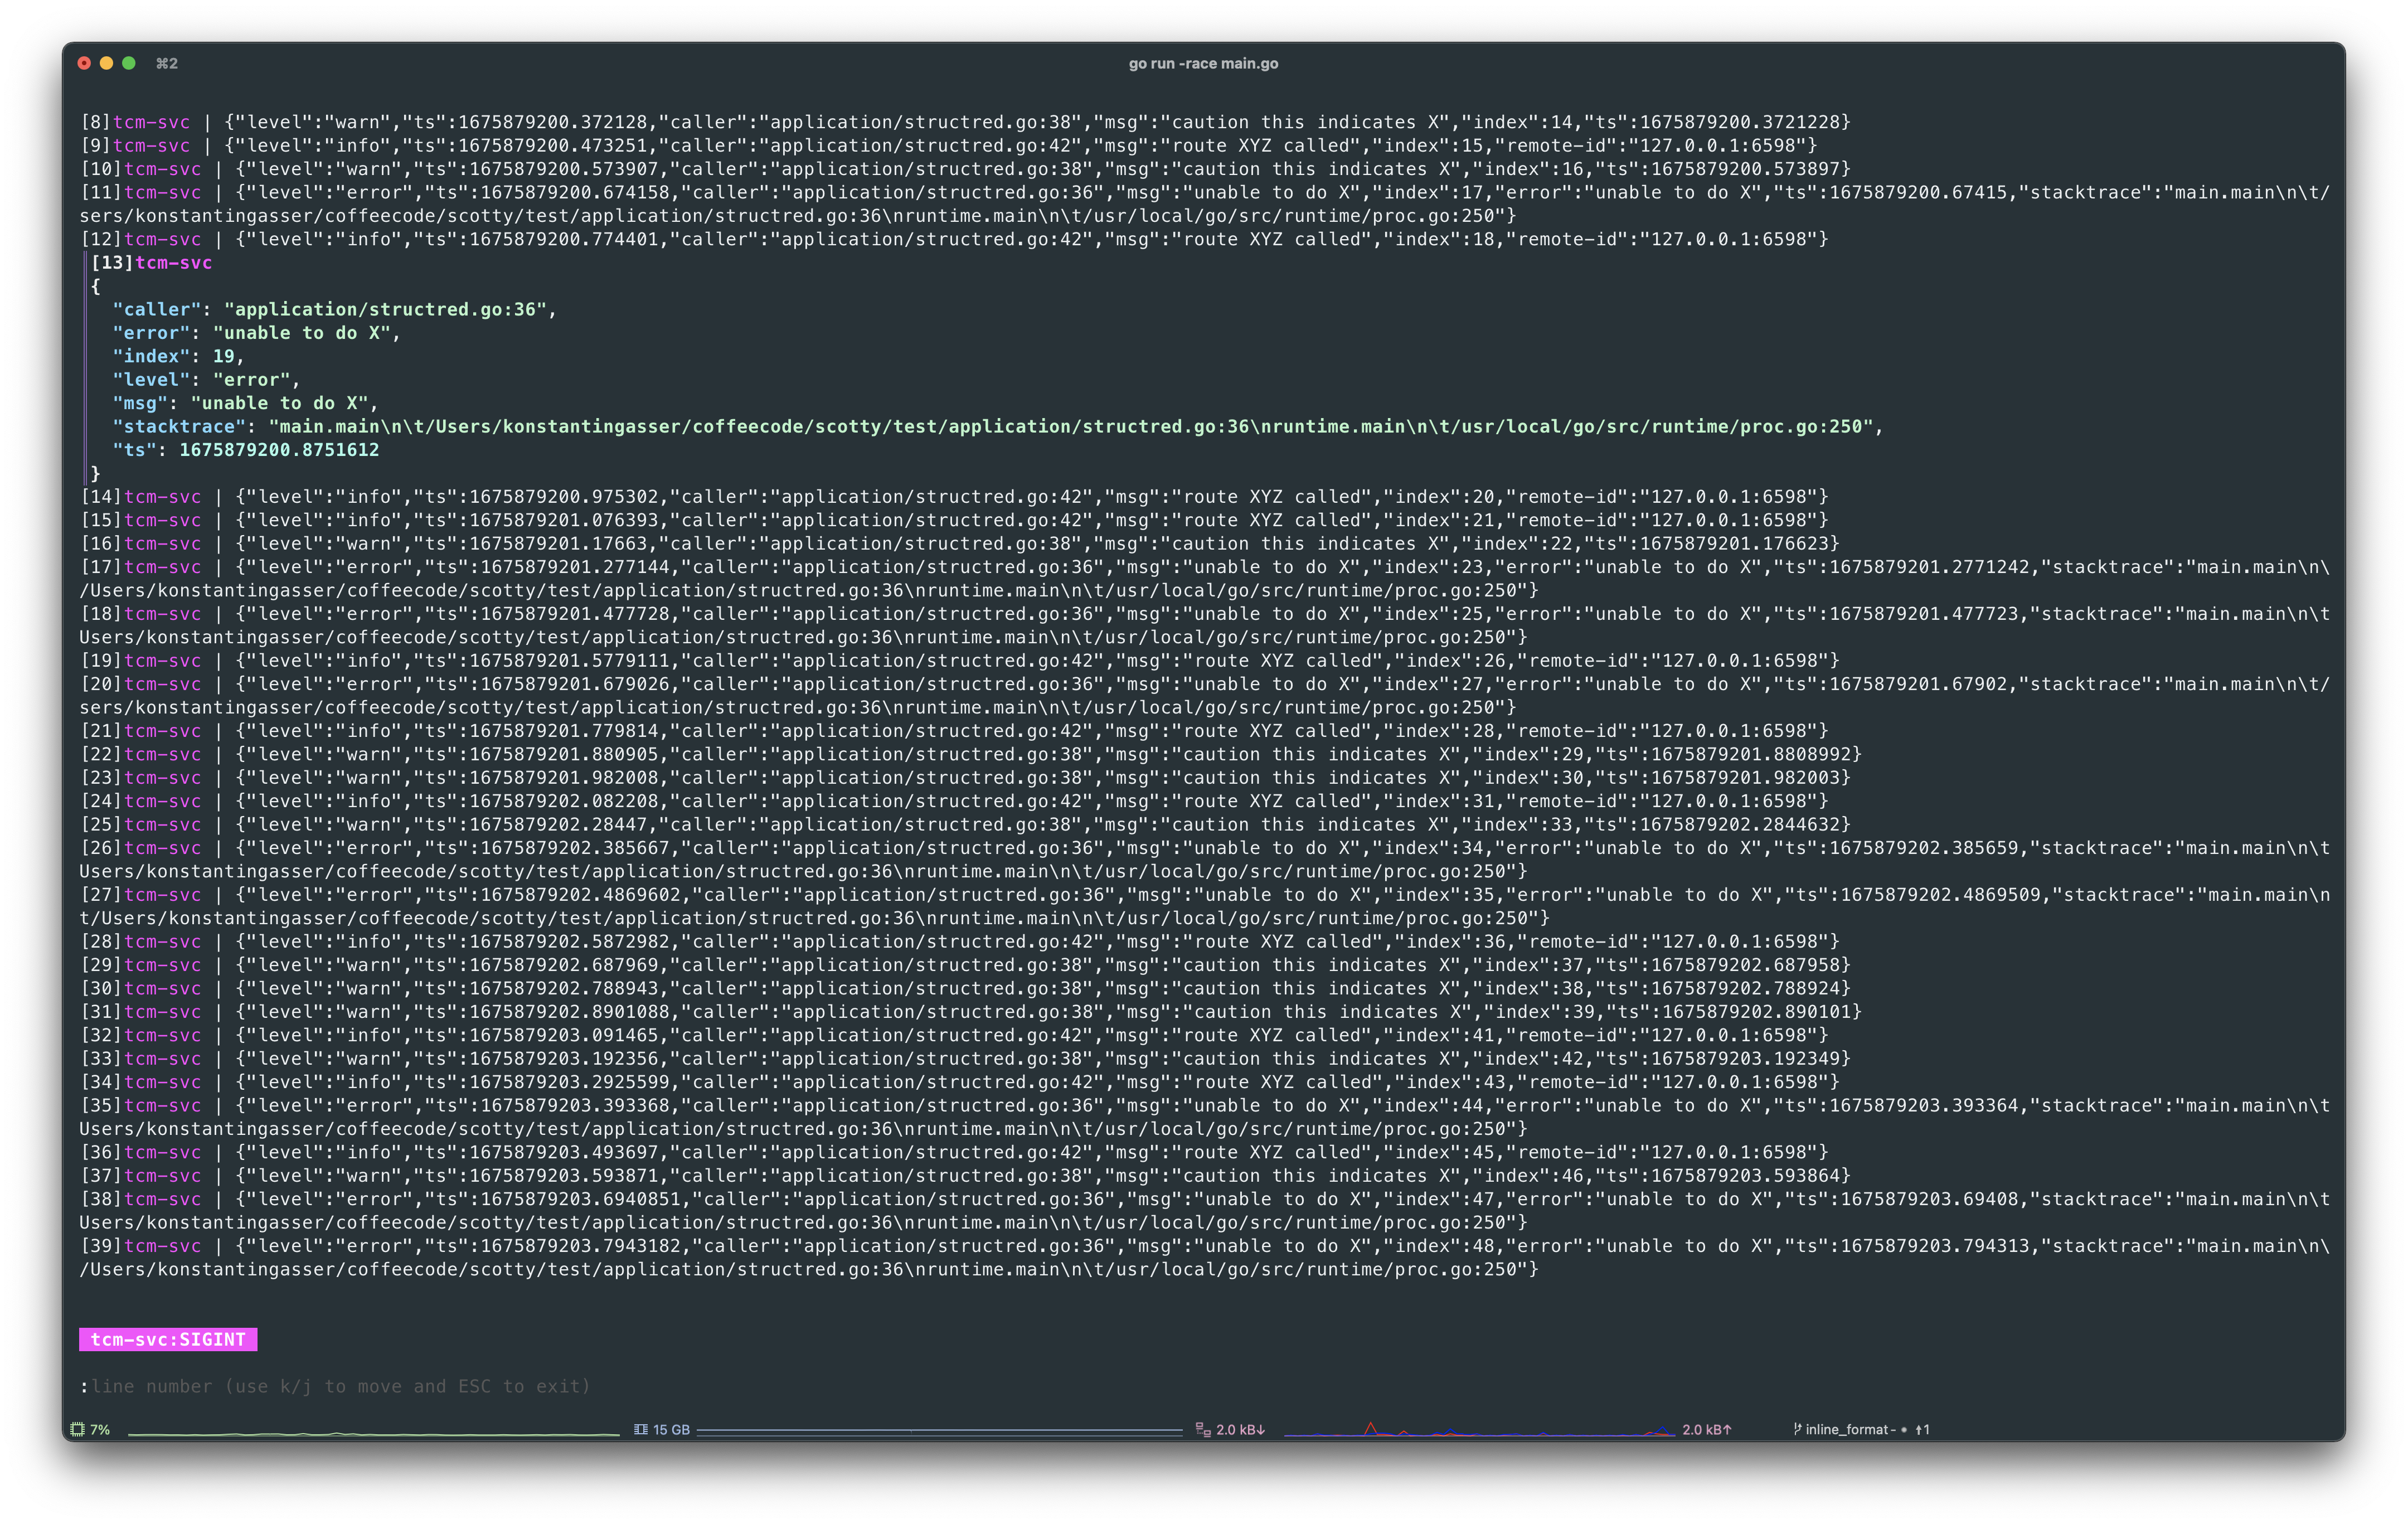 ⌘2
go run -race main.go
[8]tcm-svc | {"level":"warn","ts":1675879200.372128,"caller":"application/structred.go:38","msg":"caution this indicates X","index":14,"ts":1675879200.3721228}
[9]tcm-svc | {"level":"info","ts":1675879200.473251,"caller":"application/structred.go:42","msg":"route XYZ called","index":15,"remote-id":"127.0.0.1:6598"}
[10]tcm-svc | {"level":"warn","ts":1675879200.573907,"caller":"application/structred.go:38","msg":"caution this indicates X","index":16,"ts":1675879200.573897}
[11]tcm-svc | {"level":"error","ts":1675879200.674158,"caller":"application/structred.go:36","msg":"unable to do X","index":17,"error":"unable to do X","ts":1675879200.67415,"stacktrace":"main.main\n\t/
sers/konstantingasser/coffeecode/scotty/test/application/structred.go:36\nruntime.main\n\t/usr/local/go/src/runtime/proc.go:250"}
[12]tcm-svc | {"level":"info","ts":1675879200.774401,"caller":"application/structred.go:42","msg":"route XYZ called","index":18,"remote-id":"127.0.0.1:6598"}
[13]tcm-svc
{
"caller": "application/structred.go:36",
"error": "unable to do X",
"index": 19,
"level": "error",
"msg": "unable to do X",
"stacktrace": "main.main\n\t/Users/konstantingasser/coffeecode/scotty/test/application/structred.go:36\nruntime.main\n\t/usr/local/go/src/runtime/proc.go:250",
"ts": 1675879200.8751612
}
[14]tcm-svc | {"level":"info","ts":1675879200.975302,"caller":"application/structred.go:42","msg":"route XYZ called","index":20,"remote-id":"127.0.0.1:6598"}
[15]tcm-svc | {"level":"info","ts":1675879201.076393,"caller":"application/structred.go:42","msg":"route XYZ called","index":21,"remote-id":"127.0.0.1:6598"}
[16]tcm-svc | {"level":"warn","ts":1675879201.17663,"caller":"application/structred.go:38","msg":"caution this indicates X","index":22,"ts":1675879201.176623}
[17]tcm-svc | {"level":"error","ts":1675879201.277144,"caller":"application/structred.go:36","msg":"unable to do X","index":23,"error":"unable to do X","ts":1675879201.2771242,"stacktrace":"main.main\n\
/Users/konstantingasser/coffeecode/scotty/test/application/structred.go:36\nruntime.main\n\t/usr/local/go/src/runtime/proc.go:250"}
[18]tcm-svc | {"level":"error","ts":1675879201.477728,"caller":"application/structred.go:36","msg":"unable to do X","index":25,"error":"unable to do X","ts":1675879201.477723,"stacktrace":"main.main\n\t
Users/konstantingasser/coffeecode/scotty/test/application/structred.go:36\nruntime.main\n\t/usr/local/go/src/runtime/proc.go:250"}
[19]tcm-svc | {"level":"info","ts":1675879201.5779111,"caller":"application/structred.go:42","msg":"route XYZ called","index":26,"remote-id":"127.0.0.1:6598"}
[20]tcm-svc | {"level":"error","ts":1675879201.679026,"caller":"application/structred.go:36","msg":"unable to do X","index":27,"error":"unable to do X","ts":1675879201.67902,"stacktrace":"main.main\n\t/
sers/konstantingasser/coffeecode/scotty/test/application/structred.go:36\nruntime.main\n\t/usr/local/go/src/runtime/proc.go:250"}
[21]tcm-svc | {"level":"info","ts":1675879201.779814,"caller":"application/structred.go:42","msg":"route XYZ called","index":28,"remote-id":"127.0.0.1:6598"}
[22]tcm-svc | {"level":"warn","ts":1675879201.880905,"caller":"application/structred.go:38","msg":"caution this indicates X","index":29,"ts":1675879201.8808992}
[23]tcm-svc | {"level":"warn","ts":1675879201.982008,"caller":"application/structred.go:38","msg":"caution this indicates X","index":30,"ts":1675879201.982003}
[24]tcm-svc | {"level":"info","ts":1675879202.082208,"caller":"application/structred.go:42","msg":"route XYZ called","index":31,"remote-id":"127.0.0.1:6598"}
[25]tcm-svc | {"level":"warn","ts":1675879202.28447,"caller":"application/structred.go:38","msg":"caution this indicates X","index":33,"ts":1675879202.2844632}
[26]tcm-svc | {"level":"error","ts":1675879202.385667,"caller":"application/structred.go:36","msg":"unable to do X","index":34,"error":"unable to do X","ts":1675879202.385659,"stacktrace":"main.main\n\t
Users/konstantingasser/coffeecode/scotty/test/application/structred.go:36\nruntime.main\n\t/usr/local/go/src/runtime/proc.go:250"}
[27]tcm-svc | {"level":"error","ts":1675879202.4869602,"caller":"application/structred.go:36","msg":"unable to do X","index":35,"error":"unable to do X","ts":1675879202.4869509,"stacktrace":"main.main\n
t/Users/konstantingasser/coffeecode/scotty/test/application/structred.go:36\nruntime.main\n\t/usr/local/go/src/runtime/proc.go:250"}
[28]tcm-svc | {"level":"info","ts":1675879202.5872982,"caller":"application/structred.go:42","msg":"route XYZ called","index":36,"remote-id":"127.0.0.1:6598"}
[29]tcm-svc | {"level":"warn","ts":1675879202.687969,"caller":"application/structred.go:38","msg":"caution this indicates X","index":37,"ts":1675879202.687958}
[30]tcm-svc | {"level":"warn","ts":1675879202.788943,"caller":"application/structred.go:38","msg":"caution this indicates X","index":38,"ts":1675879202.788924}
[31]tcm-svc | {"level":"warn","ts":1675879202.8901088,"caller":"application/structred.go:38","msg":"caution this indicates X","index":39,"ts":1675879202.890101}
[32]tcm-svc | {"level":"info","ts":1675879203.091465,"caller":"application/structred.go:42","msg":"route XYZ called","index":41,"remote-id":"127.0.0.1:6598"}
[33]tcm-svc | {"level":"warn","ts":1675879203.192356,"caller":"application/structred.go:38","msg":"caution this indicates X","index":42,"ts":1675879203.192349}
[34]tcm-svc | {"level":"info","ts":1675879203.2925599,"caller":"application/structred.go:42","msg":"route XYZ called","index":43,"remote-id":"127.0.0.1:6598"}
[35]tcm-svc | {"level":"error","ts":1675879203.393368,"caller":"application/structred.go:36","msg":"unable to do X","index":44,"error":"unable to do X","ts":1675879203.393364,"stacktrace":"main.main\n\t
Users/konstantingasser/coffeecode/scotty/test/application/structred.go:36\nruntime.main\n\t/usr/local/go/src/runtime/proc.go:250"}
[36]tcm-svc | {"level":"info","ts":1675879203.493697,"caller":"application/structred.go:42","msg":"route XYZ called","index":45,"remote-id":"127.0.0.1:6598"}
[37]tcm-svc | {"level":"warn","ts":1675879203.593871,"caller":"application/structred.go:38","msg":"caution this indicates X","index":46,"ts":1675879203.593864}
[38]tcm-svc | {"level":"error","ts":1675879203.6940851,"caller":"application/structred.go:36","msg":"unable to do X","index":47,"error":"unable to do X","ts":1675879203.69408,"stacktrace":"main.main\n\t
Users/konstantingasser/coffeecode/scotty/test/application/structred.go:36\nruntime.main\n\t/usr/local/go/src/runtime/proc.go:250"}
[39]tcm-svc | {"level":"error","ts":1675879203.7943182,"caller":"application/structred.go:36","msg":"unable to do X","index":48,"error":"unable to do X","ts":1675879203.794313,"stacktrace":"main.main\n\
/Users/konstantingasser/coffeecode/scotty/test/application/structred.go:36\nruntime.main\n\t/usr/local/go/src/runtime/proc.go:250"}
tcm-svc:SIGINT
:line number (use k/j to move and ESC to exit)
7% 15 GB 2.0 kB↓ 2.0 kB↑ inline_format- ● ↑1